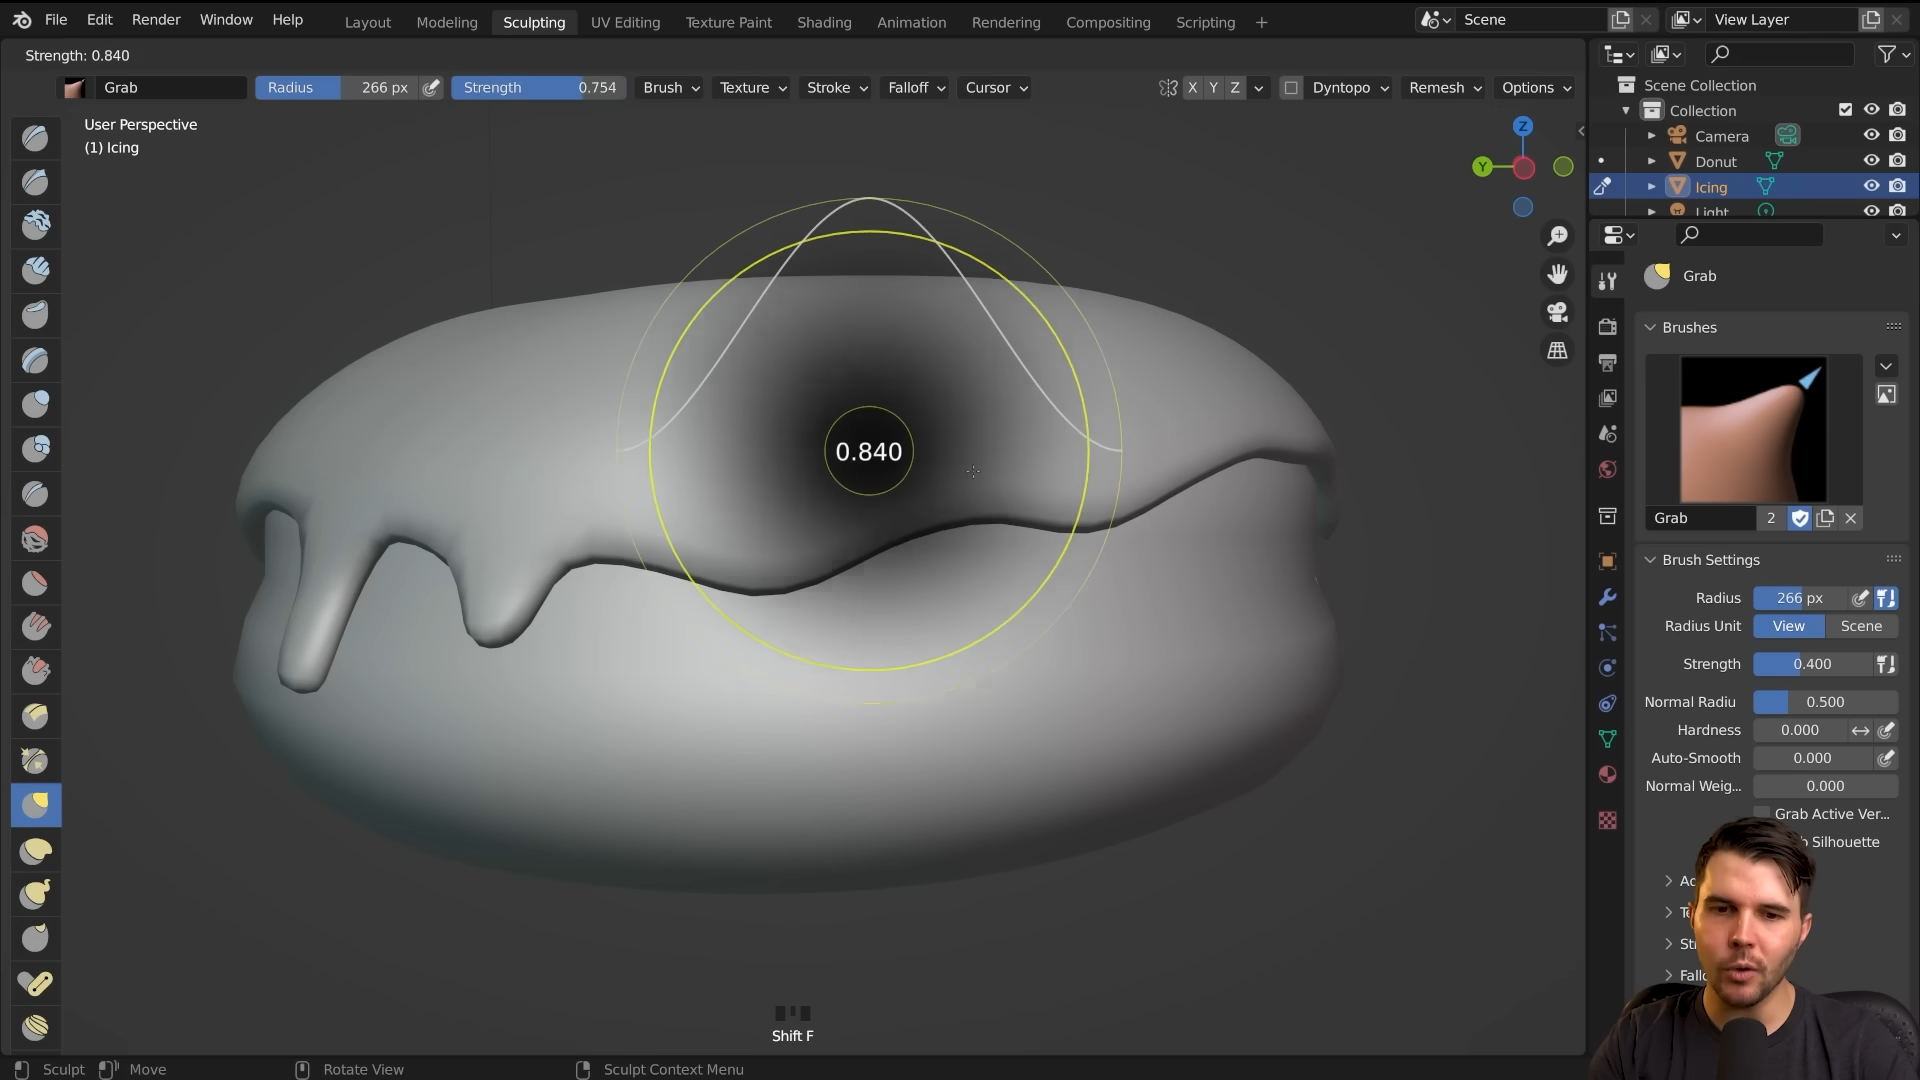 File Edit Render Window Help
Layout Modeling Sculpting UV Editing Texture Paint Shading Animation Rendering Compositing Scripting +
Scene
View Layer
Strength: 0.840
Grab Radius 266 px Strength 0.754 Brush Texture Stroke Falloff Cursor X Y Z Dyntopo Remesh Options
User Perspective
(1) Icing
Z
Y
0.840
Shift F
Sculpt Move Rotate View Sculpt Context Menu
Scene Collection
Collection
Camera
Donut
Icing
Light
Grab
Brushes
Grab 2
Brush Settings
Radius 266 px
Radius Unit View Scene
Strength 0.400
Normal Radiu 0.500
Hardness 0.000
Auto-Smooth 0.000
Normal Weig... 0.000
Grab Active Ver...
Silhouette